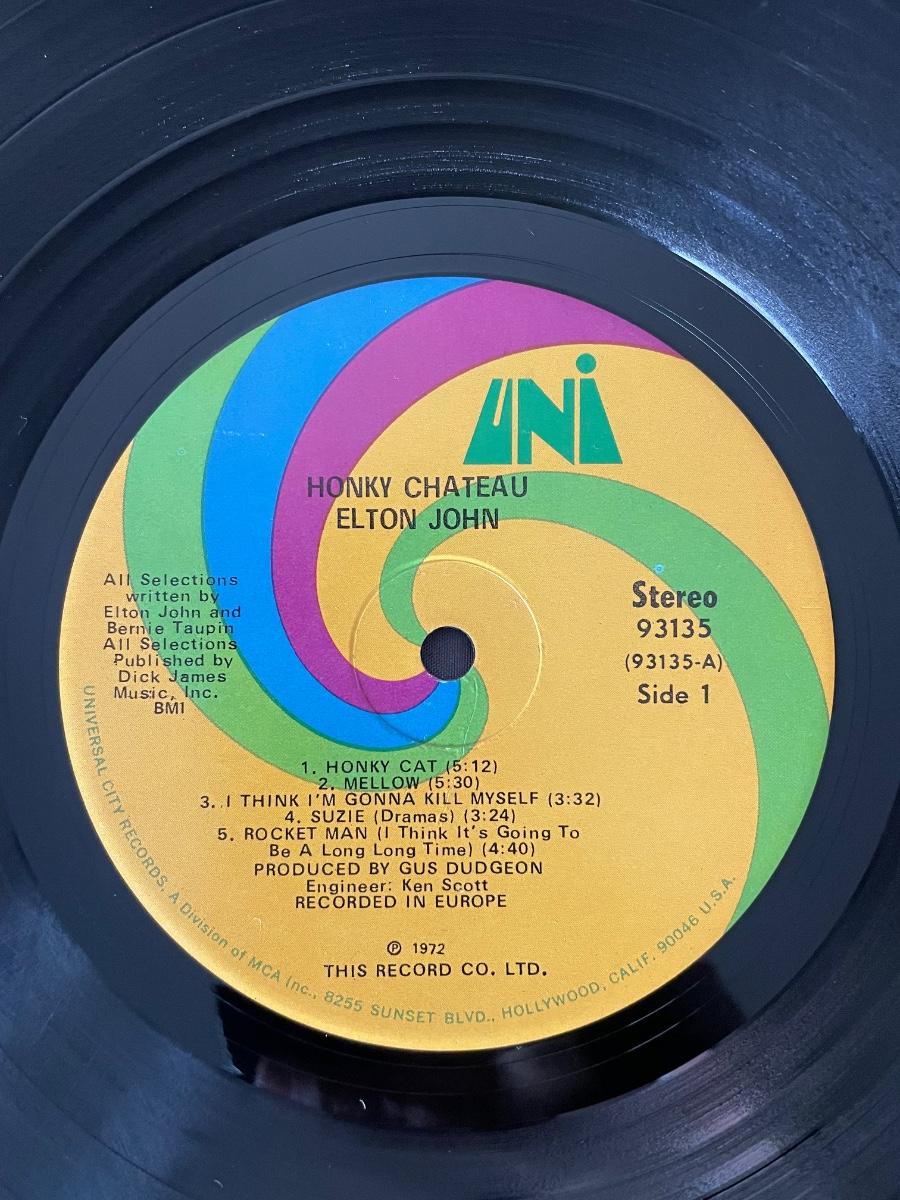 UNI
HONKY CHATEAU
ELTON JOHN
All Selections
written by
Elton John and
Bernie Taupin
All Selections
Published by
Dick James
Music, Inc.
BMI
Stereo
93135
(93135-A)
Side 1
1. HONKY CAT (5:12)
2. MELLOW (5:30)
3. I THINK I'M GONNA KILL MYSELF (3:32)
4. SUZIE (Dramas) (3:24)
5. ROCKET MAN (I Think It's Going To
Be A Long Long Time) (4:40)
PRODUCED BY GUS DUDGEON
Engineer: Ken Scott
RECORDED IN EUROPE
℗ 1972
THIS RECORD CO. LTD.
UNIVERSAL CITY RECORDS, A Division of MCA Inc., 8255 SUNSET BLVD., HOLLYWOOD, CALIF. 90046 U.S.A.